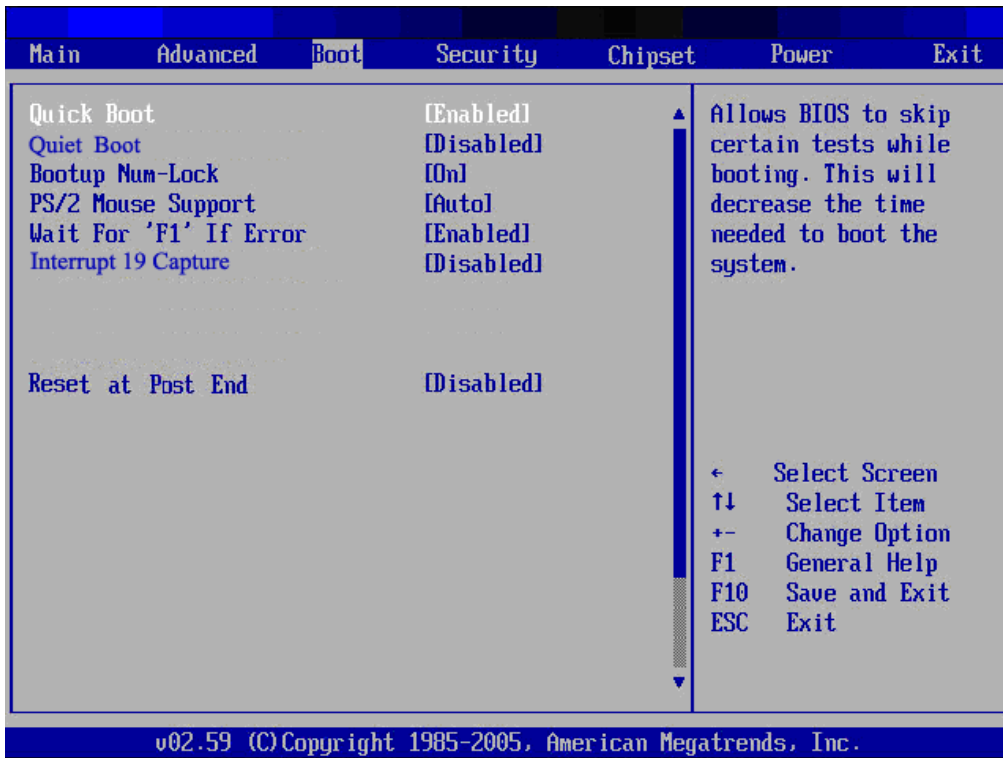 Main Advanced Boot Security Chipset Power Exit
Quick Boot [Enabled]
Quiet Boot [Disabled]
Bootup Num-Lock [On]
PS/2 Mouse Support [Auto]
Wait For 'F1' If Error [Enabled]
Interrupt 19 Capture [Disabled]
Reset at Post End [Disabled]
Allows BIOS to skip
certain tests while
booting. This will
decrease the time
needed to boot the
system.
← Select Screen
↑↓ Select Item
+- Change Option
F1 General Help
F10 Save and Exit
ESC Exit
v02.59 (C)Copyright 1985-2005, American Megatrends, Inc.